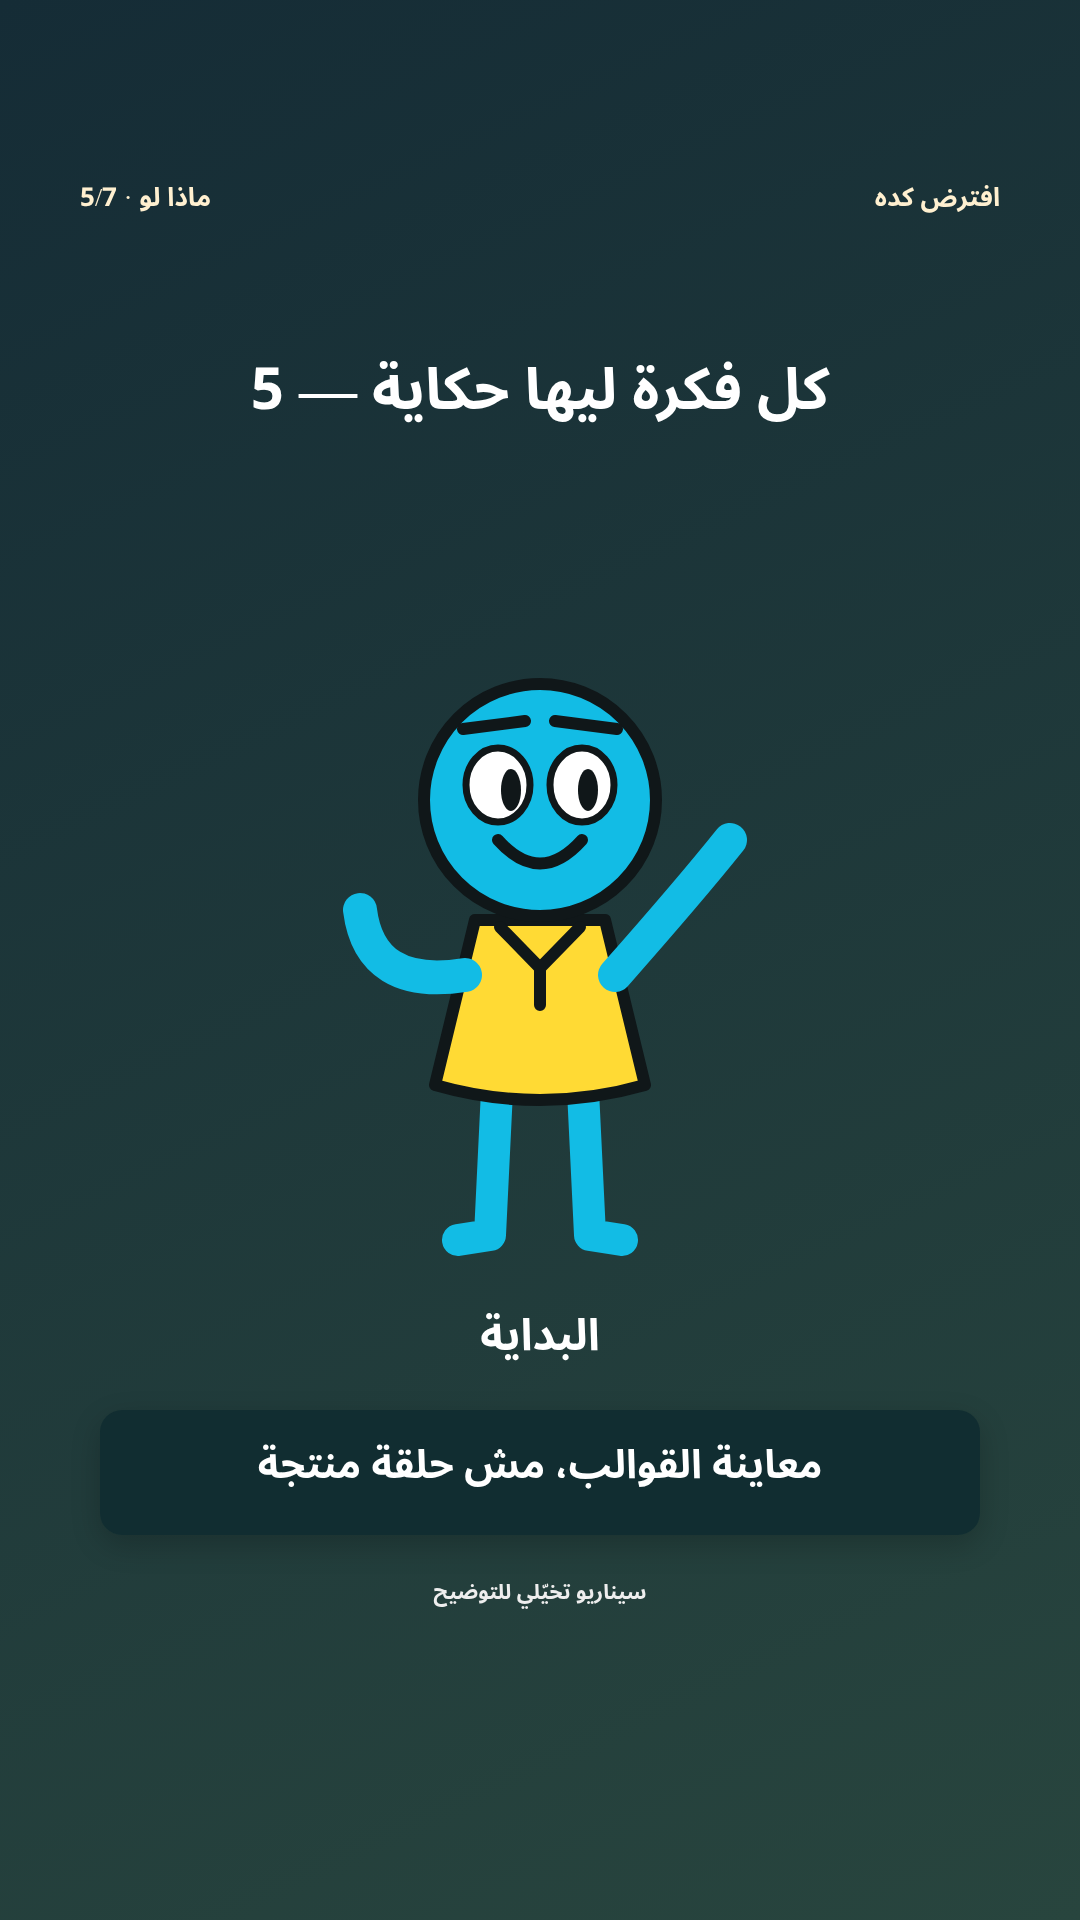 افترض كده
ماذا لو · 5/7
كل فكرة ليها حكاية — 5
البداية
معاينة القوالب، مش حلقة منتجة
سيناريو تخيّلي للتوضيح